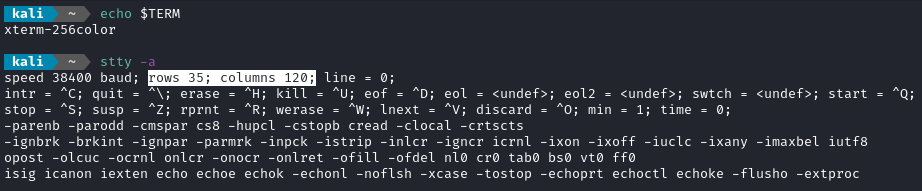 kali ~ echo $TERM
xterm-256color
kali ~ stty -a
speed 38400 baud; rows 35; columns 120; line = 0;
intr = ^C; quit = ^\; erase = ^H; kill = ^U; eof = ^D; eol = <undef>; eol2 = <undef>; swtch = <undef>; start = ^Q;
stop = ^S; susp = ^Z; rprnt = ^R; werase = ^W; lnext = ^V; discard = ^O; min = 1; time = 0;
-parenb -parodd -cmspar cs8 -hupcl -cstopb cread -clocal -crtscts
-ignbrk -brkint -ignpar -parmrk -inpck -istrip -inlcr -igncr icrnl -ixon -ixoff -iuclc -ixany -imaxbel iutf8
opost -olcuc -ocrnl onlcr -onocr -onlret -ofill -ofdel nl0 cr0 tab0 bs0 vt0 ff0
isig icanon iexten echo echoe echok -echonl -noflsh -xcase -tostop -echoprt echoctl echoke -flusho -extproc